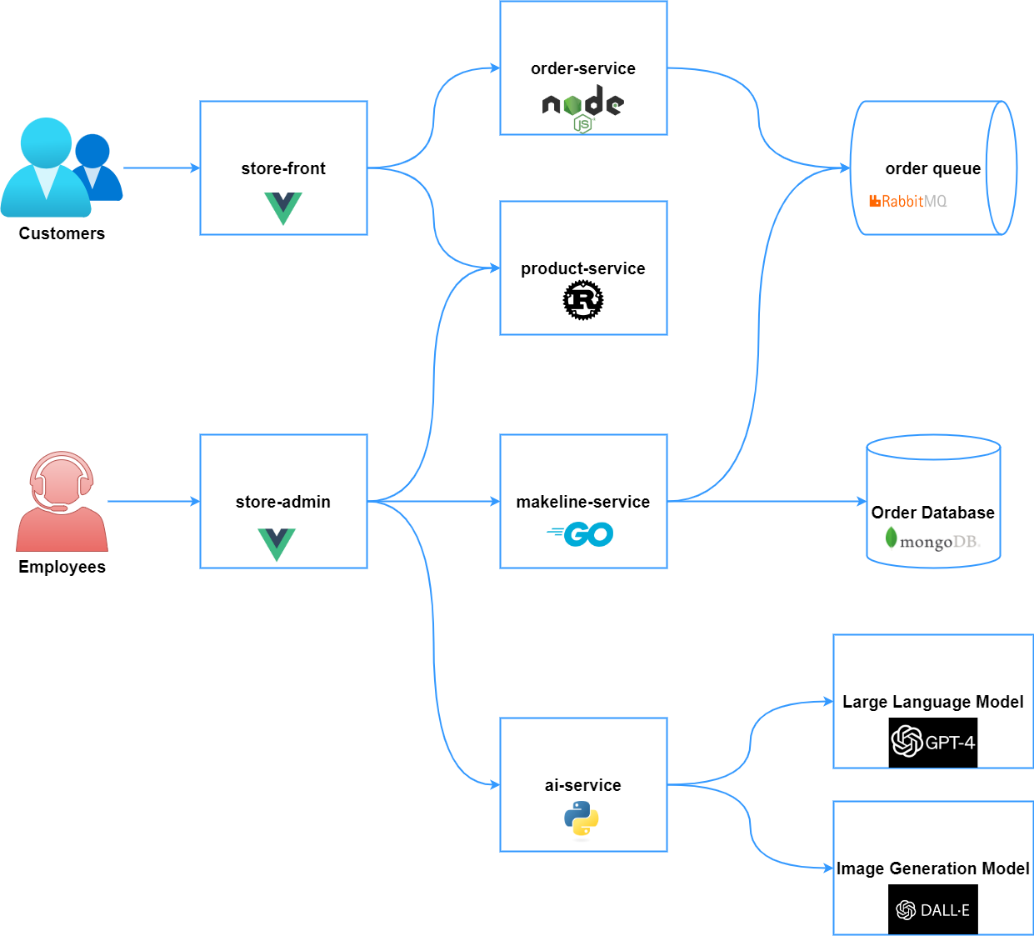 order-service
node
JS
store-front
Customers
order queue
RabbitMQ
product-service
R
store-admin
Employees
makeline-service
GO
Order Database
mongoDB.
Large Language Model
GPT-4
ai-service
Image Generation Model
DALL·E